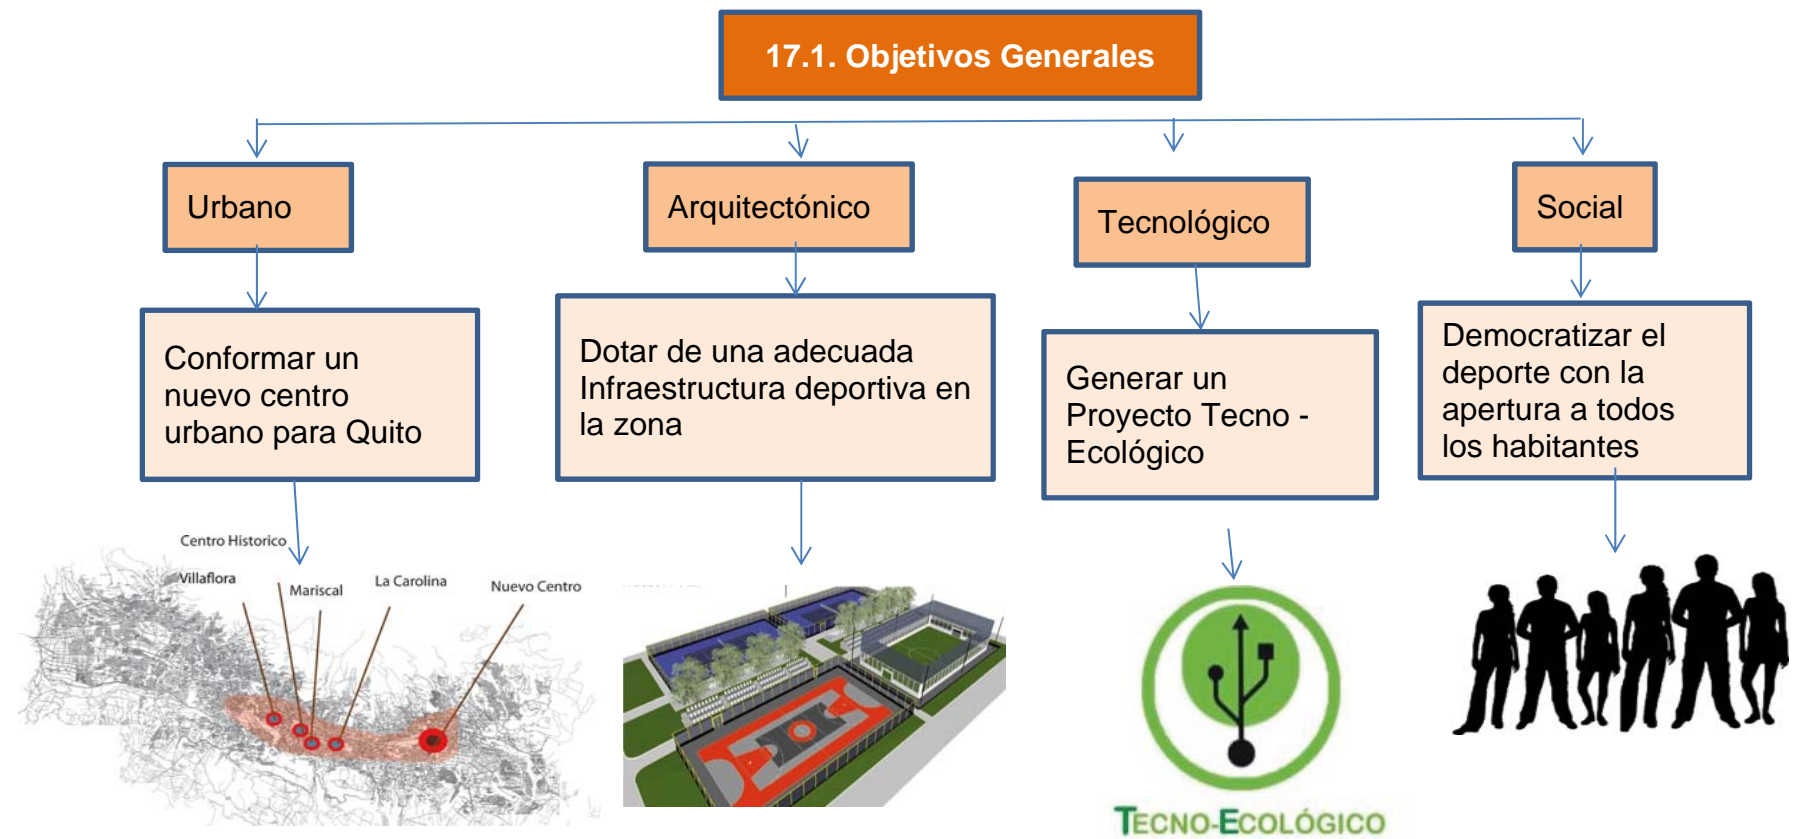 17.1. Objetivos Generales
Urbano
Arquitectónico
Tecnológico
Social
Conformar un
nuevo centro
urbano para Quito
Dotar de una adecuada
Infraestructura deportiva en
la zona
Generar un
Proyecto Tecno -
Ecológico
Democratizar el
deporte con la
apertura a todos
los habitantes
Centro Historico
Villaflora
Mariscal
La Carolina
Nuevo Centro
TECNO-ECOLÓGICO